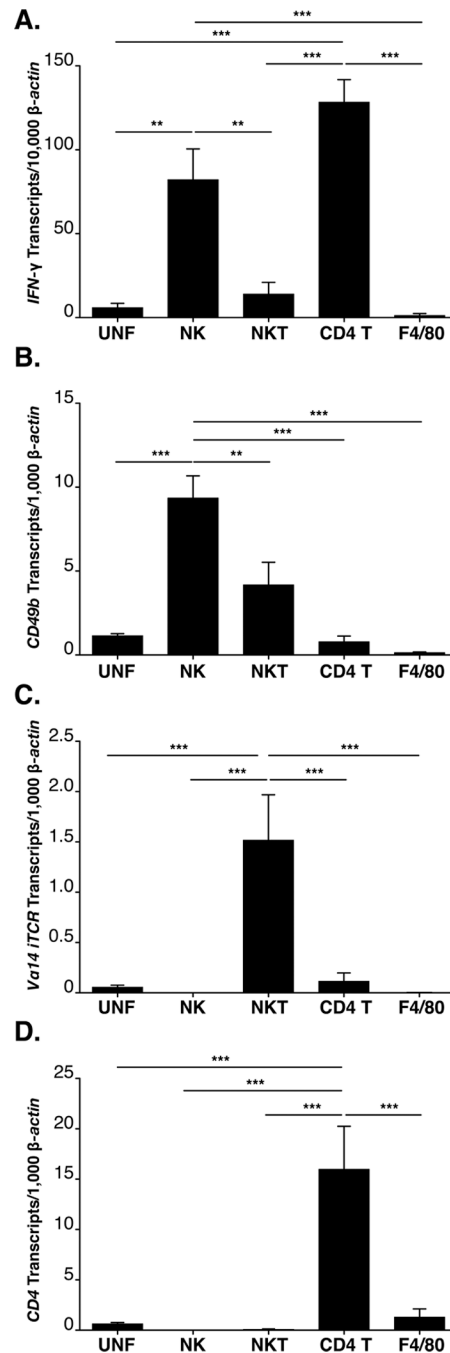 A.
***
***
*** ***
** **
IFN-γ Transcripts/10,000 β-actin
150
100
50
0
UNF NK NKT CD4 T F4/80
B.
***
***
*** **
CD49b Transcripts/1,000 β-actin
15
10
5
0
UNF NK NKT CD4 T F4/80
C.
*** ***
*** ***
Vα14 iTCR Transcripts/1,000 β-actin
2.5
2.0
1.5
1.0
0.5
0
UNF NK NKT CD4 T F4/80
D.
***
***
*** ***
CD4 Transcripts/1,000 β-actin
25
20
15
10
5
0
UNF NK NKT CD4 T F4/80